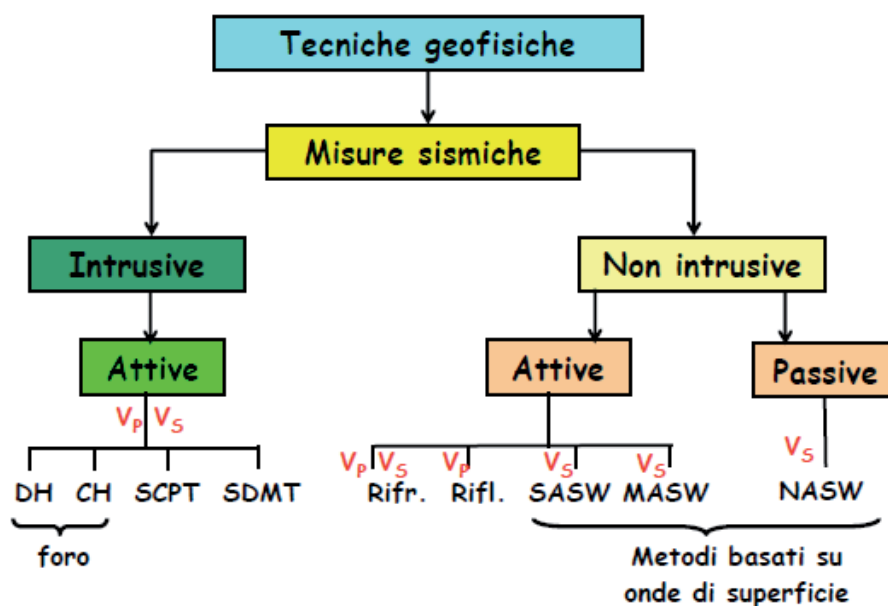 Tecniche geofisiche
Misure sismiche
Intrusive
Non intrusive
Attive
Attive
Passive
VP VS
VP VS
VP
VS
VS
VS
DH CH SCPT SDMT
Rifr. Rifl. SASW MASW
NASW
foro
Metodi basati su
onde di superficie